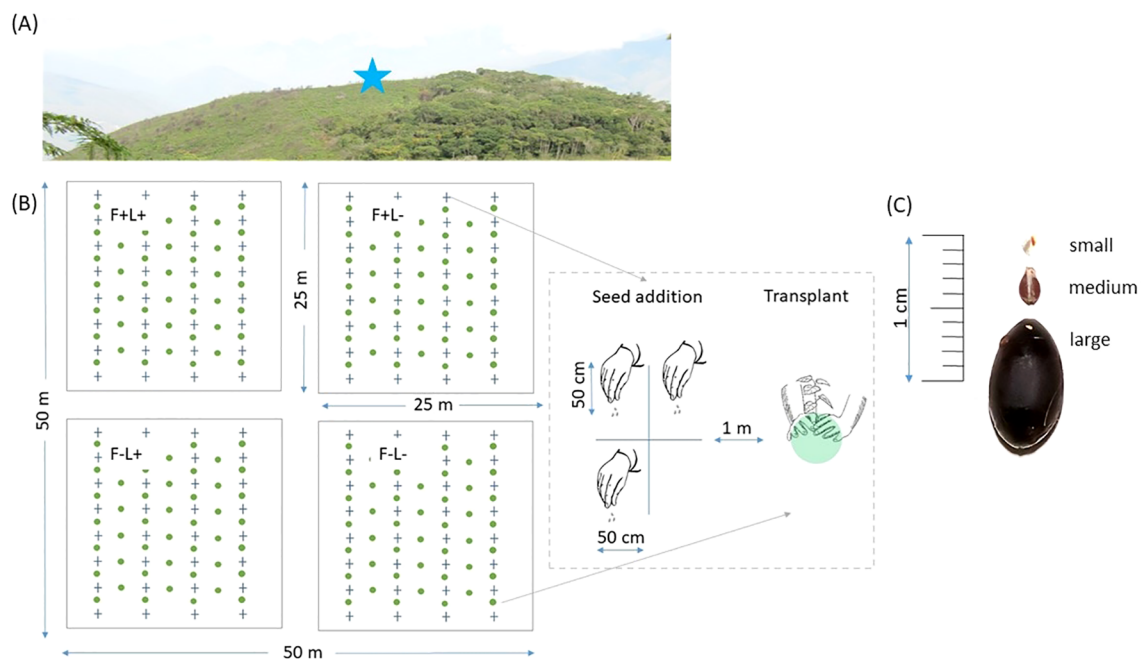 (A)
(B)
F+L+
F+L-
F-L+
F-L-
50 m
25 m
25 m
50 m
Seed addition
Transplant
50 cm
1 m
50 cm
(C)
1 cm
small
medium
large